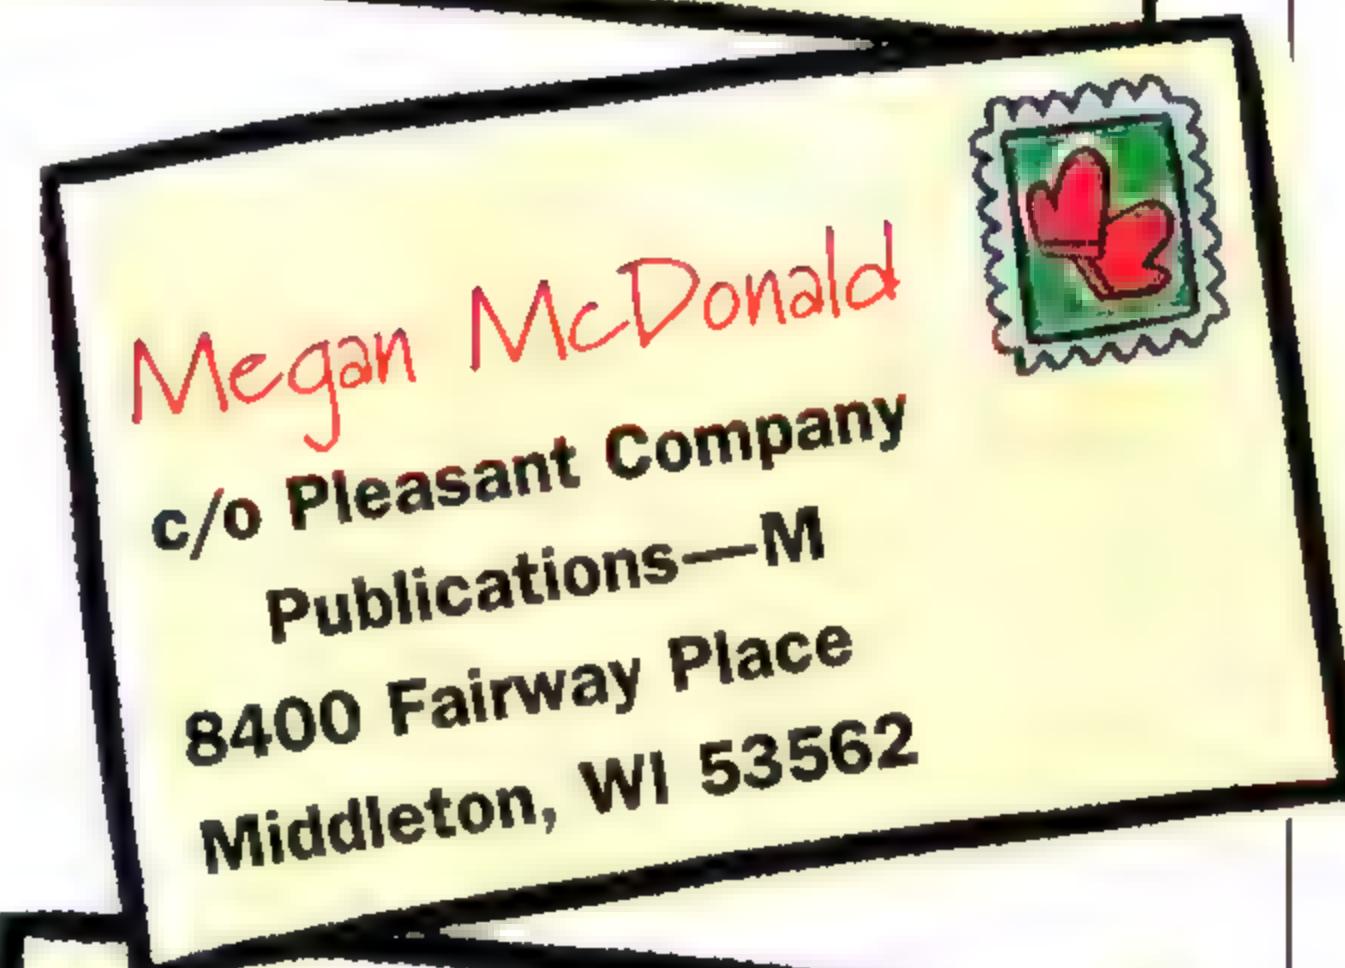 Megan McDonald
c/o Pleasant Company
Publications—M
8400 Fairway Place
Middleton, WI 53562